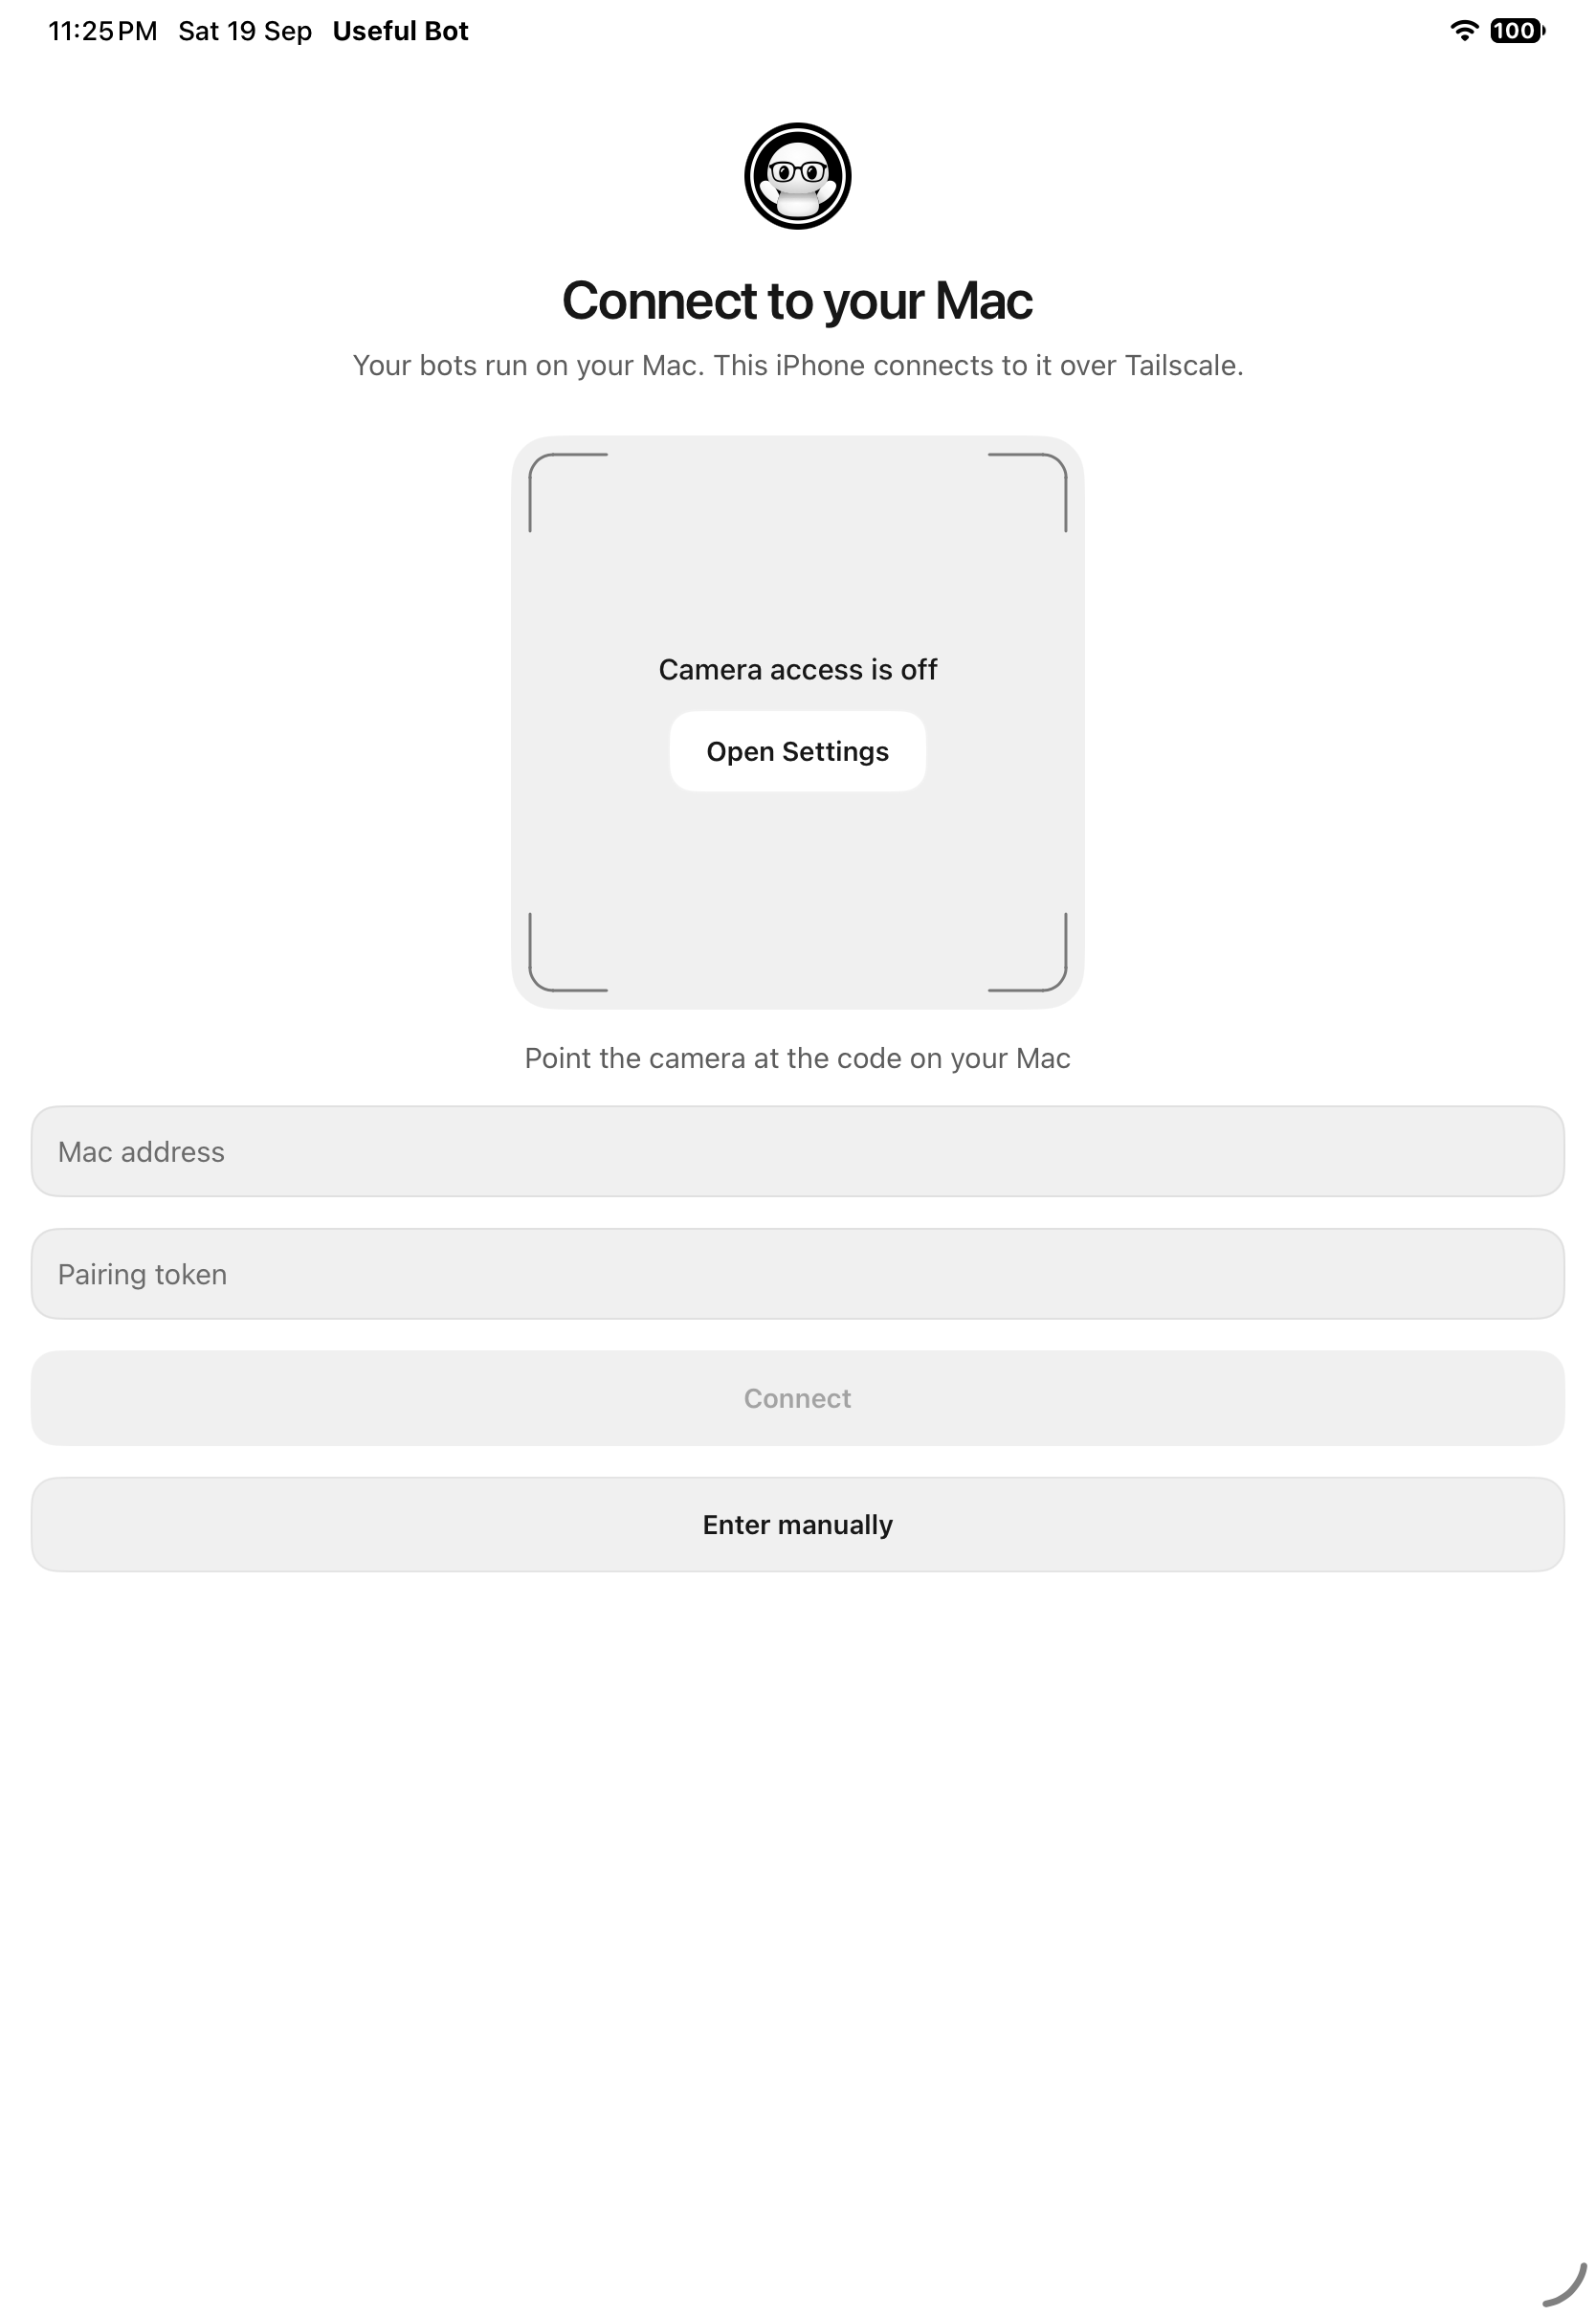 11:25 PM Sat 19 Sep Useful Bot 100
Connect to your Mac
Your bots run on your Mac. This iPhone connects to it over Tailscale.
Camera access is off
Open Settings
Point the camera at the code on your Mac
Mac address
Pairing token
Connect
Enter manually